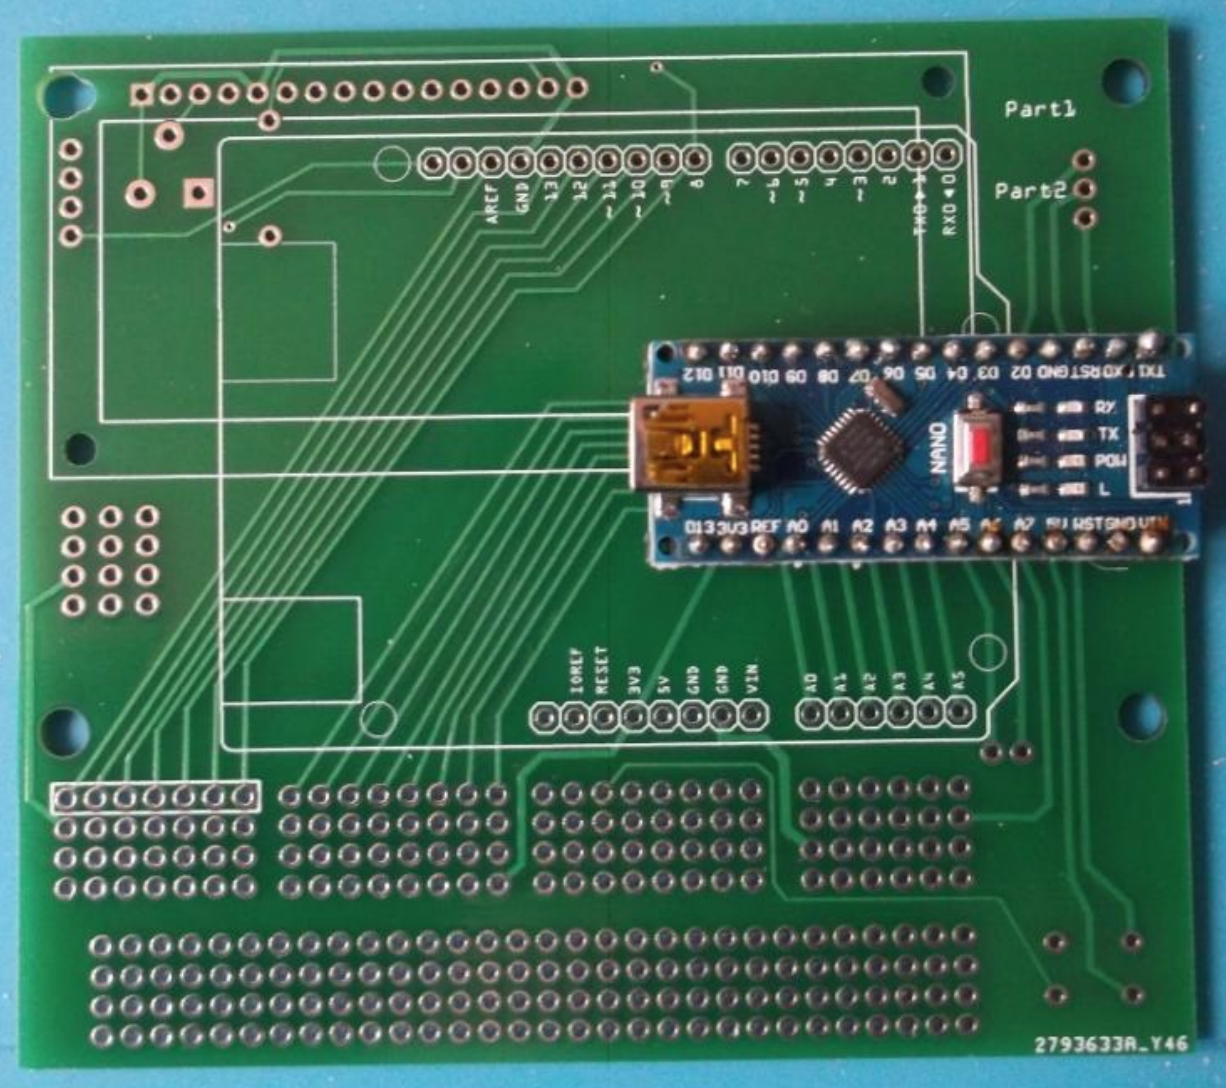 Part1
Part2
AREF
GND
13
12
~11
~10
~9
8
7
~6
~5
4
~3
2
TX0▶1
RX0◀0
D12 D11 D10 D9 D8 D7 D6 D5 D4 D3 D2 GND RST RX0 TX1
RX
TX
POW
L
NANO
1
D13 3V3 REF A0 A1 A2 A3 A4 A5 A6 A7 5V RST GND VIN
IOREF
RESET
3V3
5V
GND
GND
VIN
A0
A1
A2
A3
A4
A5
2793633A_Y46